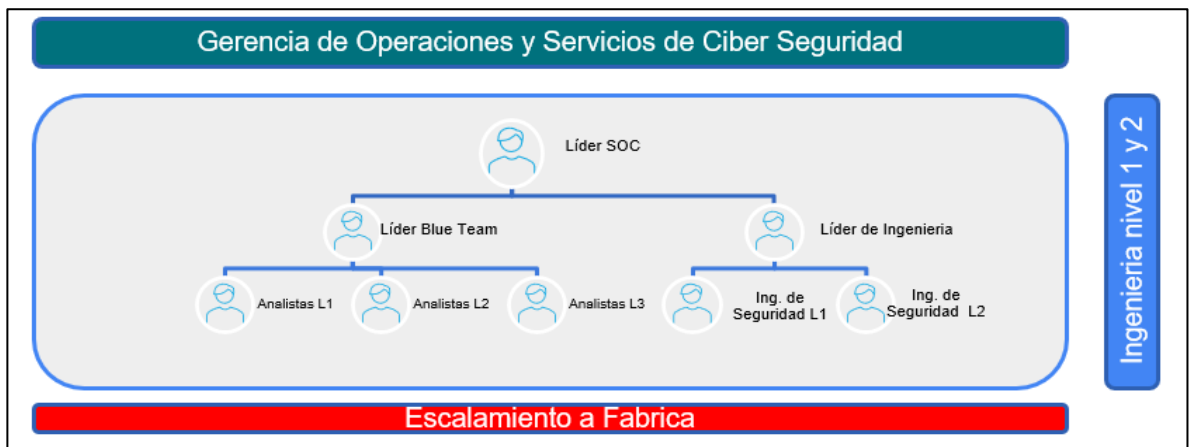 Gerencia de Operaciones y Servicios de Ciber Seguridad
Líder SOC
Líder Blue Team
Líder de Ingenieria
Analistas L1
Analistas L2
Analistas L3
Ing. de
Seguridad L1
Ing. de
Seguridad L2
Ingenieria nivel 1 y 2
Escalamiento a Fabrica